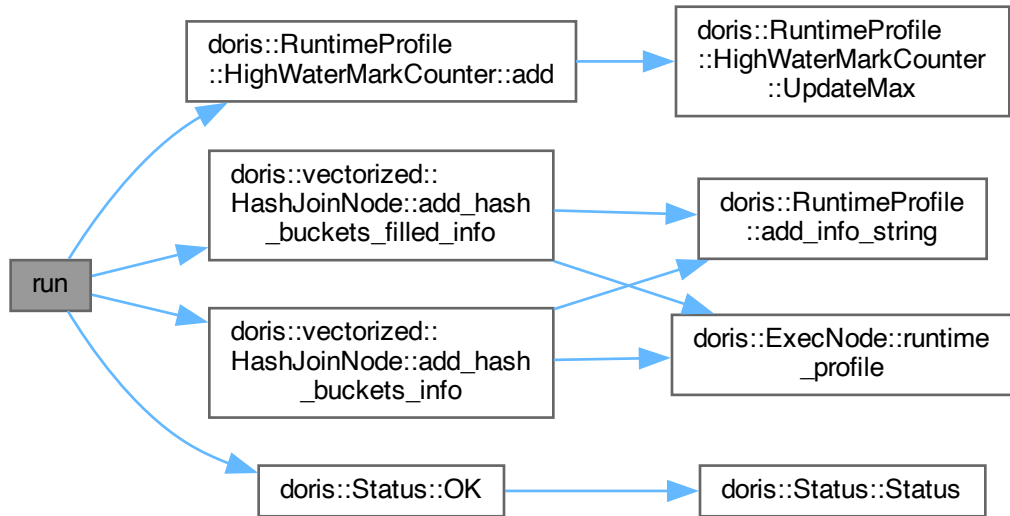 run
doris::RuntimeProfile
::HighWaterMarkCounter::add
doris::RuntimeProfile
::HighWaterMarkCounter
::UpdateMax
doris::vectorized::
HashJoinNode::add_hash
_buckets_filled_info
doris::RuntimeProfile
::add_info_string
doris::vectorized::
HashJoinNode::add_hash
_buckets_info
doris::ExecNode::runtime
_profile
doris::Status::OK
doris::Status::Status